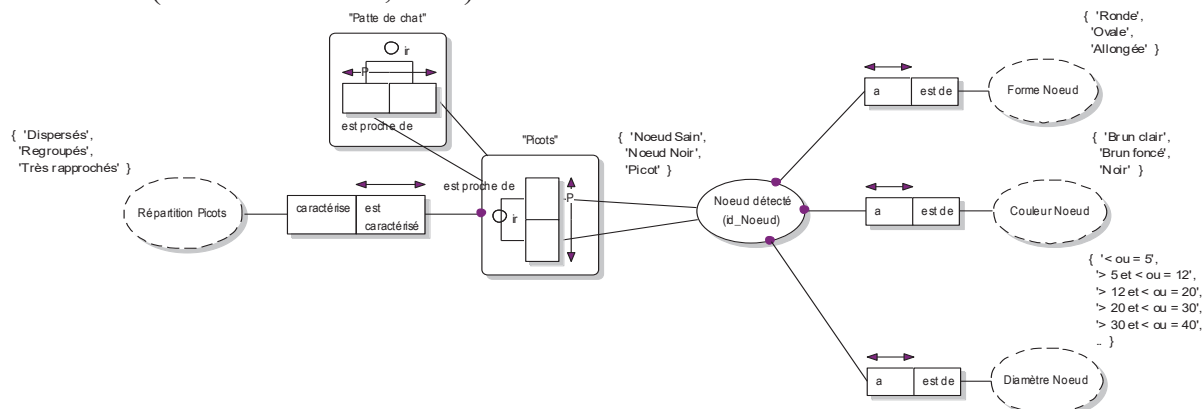 "Patte de chat"
ir
P
est proche de
{ 'Dispersés',
'Regroupés',
'Très rapprochés' }
Répartition Picots
caractérise
est
caractérisé
"Picots"
est proche de
ir
P
{ 'Noeud Sain',
'Noeud Noir',
'Picot' }
Noeud détecté
(id_Noeud)
{ 'Ronde',
'Ovale',
'Allongée' }
a
est de
Forme Noeud
{ 'Brun clair',
'Brun foncé',
'Noir' }
a
est de
Couleur Noeud
{ '< ou = 5',
'> 5 et < ou = 12',
'> 12 et < ou = 20',
'> 20 et < ou = 30',
'> 30 et < ou = 40',
.. }
a
est de
Diamètre Noeud